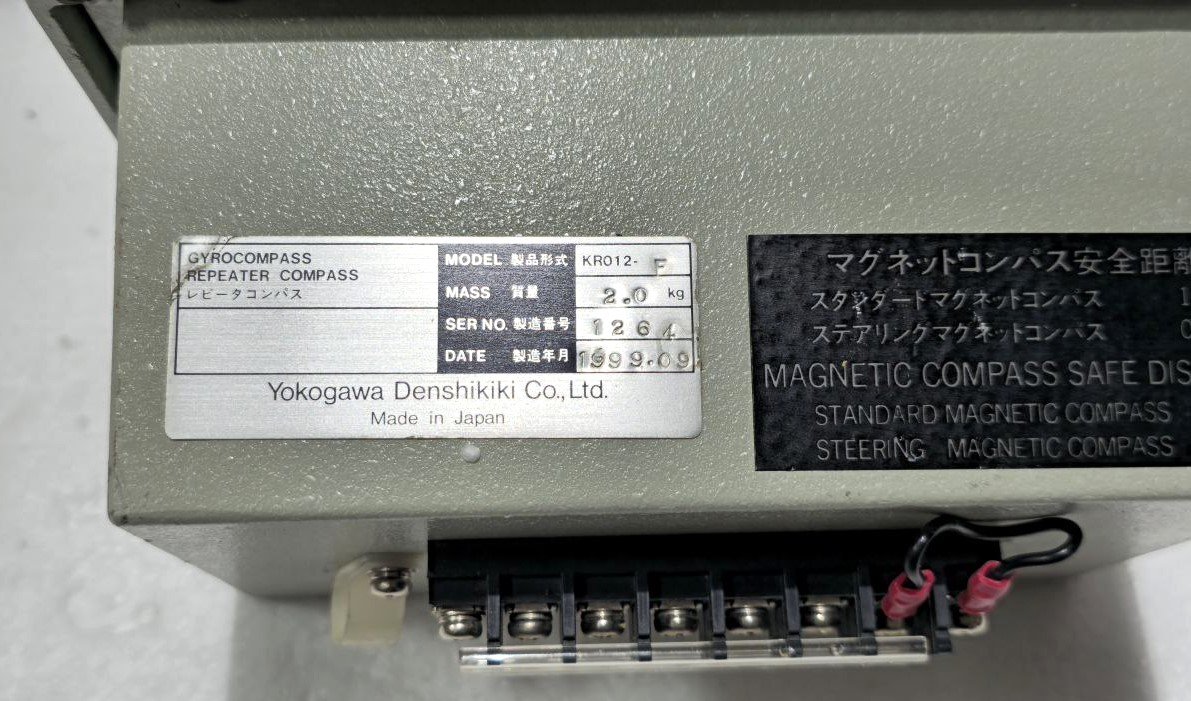 GYROCOMPASS
REPEATER COMPASS
レピータコンパス
MODEL 製品形式 KR012-F
MASS 質量 2.0 kg
SER NO. 製造番号 1264
DATE 製造年月 1999.09
Yokogawa Denshikiki Co., Ltd.
Made in Japan
マグネットコンパス安全距離
スタンダードマグネットコンパス 1
ステアリングマグネットコンパス 0
MAGNETIC COMPASS SAFE DIS
STANDARD MAGNETIC COMPASS
STEERING MAGNETIC COMPASS